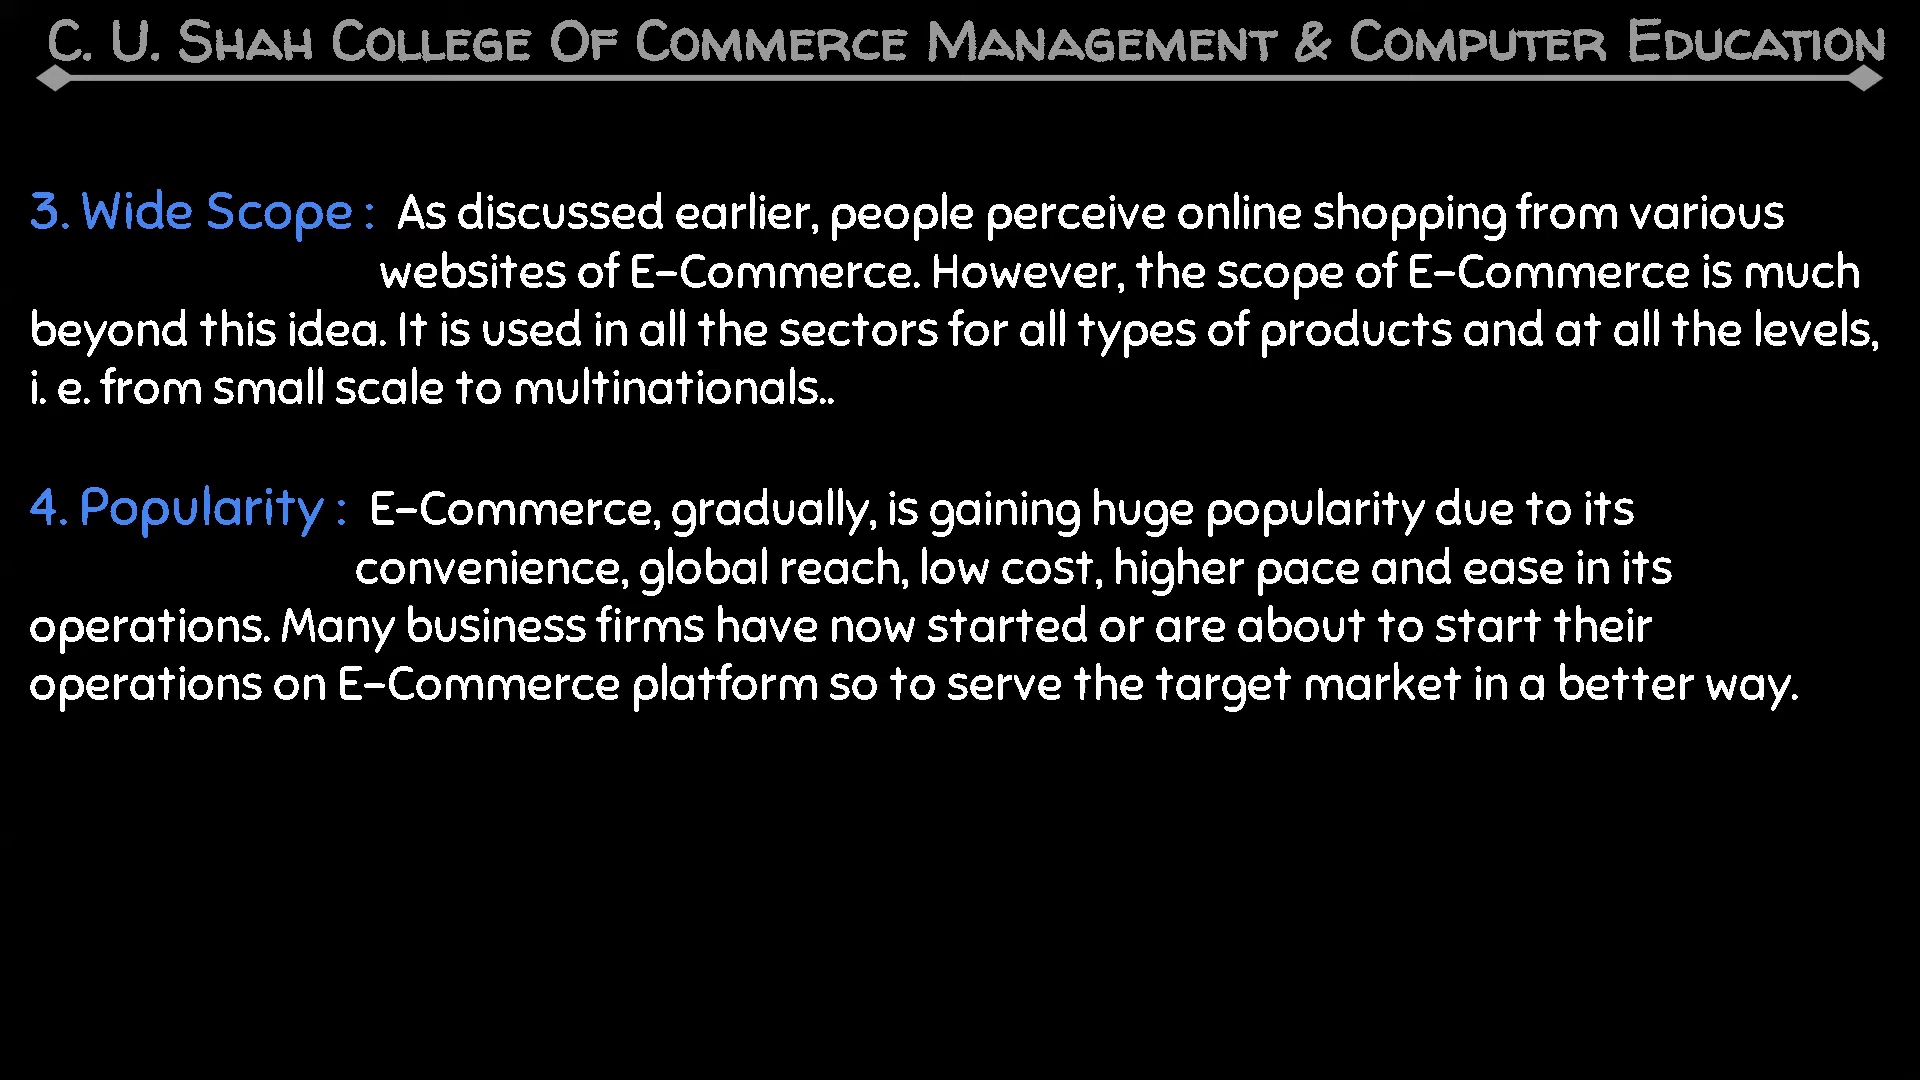 C. U. Shah College Of Commerce Management & Computer Education
3. Wide Scope : As discussed earlier, people perceive online shopping from various
websites of E-Commerce. However, the scope of E-Commerce is much
beyond this idea. It is used in all the sectors for all types of products and at all the levels,
i. e. from small scale to multinationals..
4. Popularity : E-Commerce, gradually, is gaining huge popularity due to its
convenience, global reach, low cost, higher pace and ease in its
operations. Many business firms have now started or are about to start their
operations on E-Commerce platform so to serve the target market in a better way.